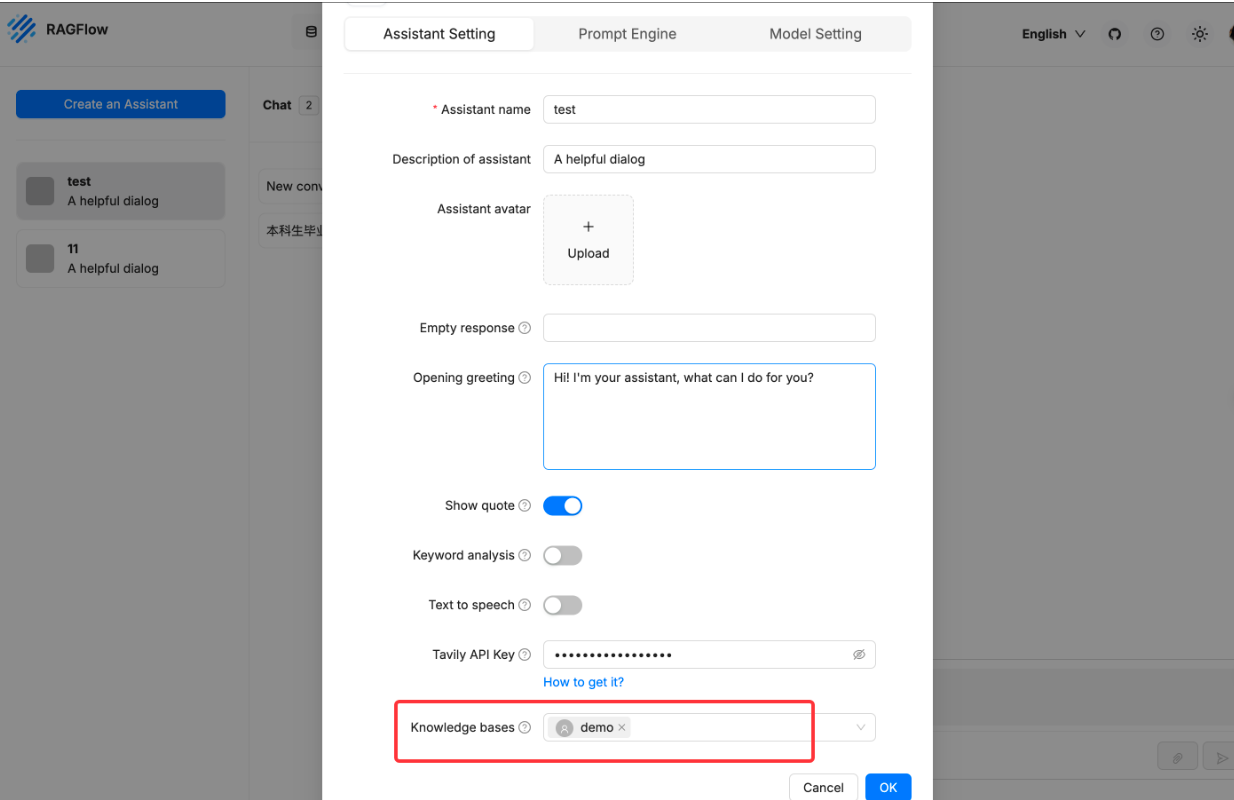 RAGFlow
English
Create an Assistant
Chat 2
test
A helpful dialog
11
A helpful dialog
New conv
本科生毕业
Assistant Setting Prompt Engine Model Setting
* Assistant name test
Description of assistant A helpful dialog
Assistant avatar
+
Upload
Empty response
Opening greeting Hi! I'm your assistant, what can I do for you?
Show quote
Keyword analysis
Text to speech
Tavily API Key •••••••••••••••••
How to get it?
Knowledge bases demo ×
Cancel OK